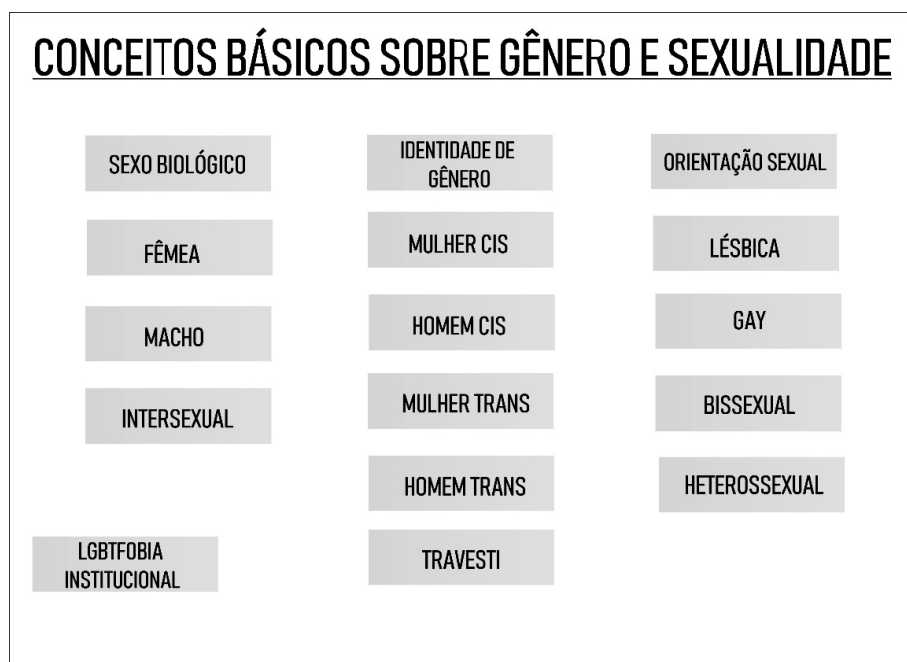 CONCEITOS BÁSICOS SOBRE GÊNERO E SEXUALIDADE
SEXO BIOLÓGICO
FÊMEA
MACHO
INTERSEXUAL
IDENTIDADE DE
GÊNERO
MULHER CIS
HOMEM CIS
MULHER TRANS
HOMEM TRANS
TRAVESTI
ORIENTAÇÃO SEXUAL
LÉSBICA
GAY
BISSEXUAL
HETEROSSEXUAL
LGBTFOBIA
INSTITUCIONAL